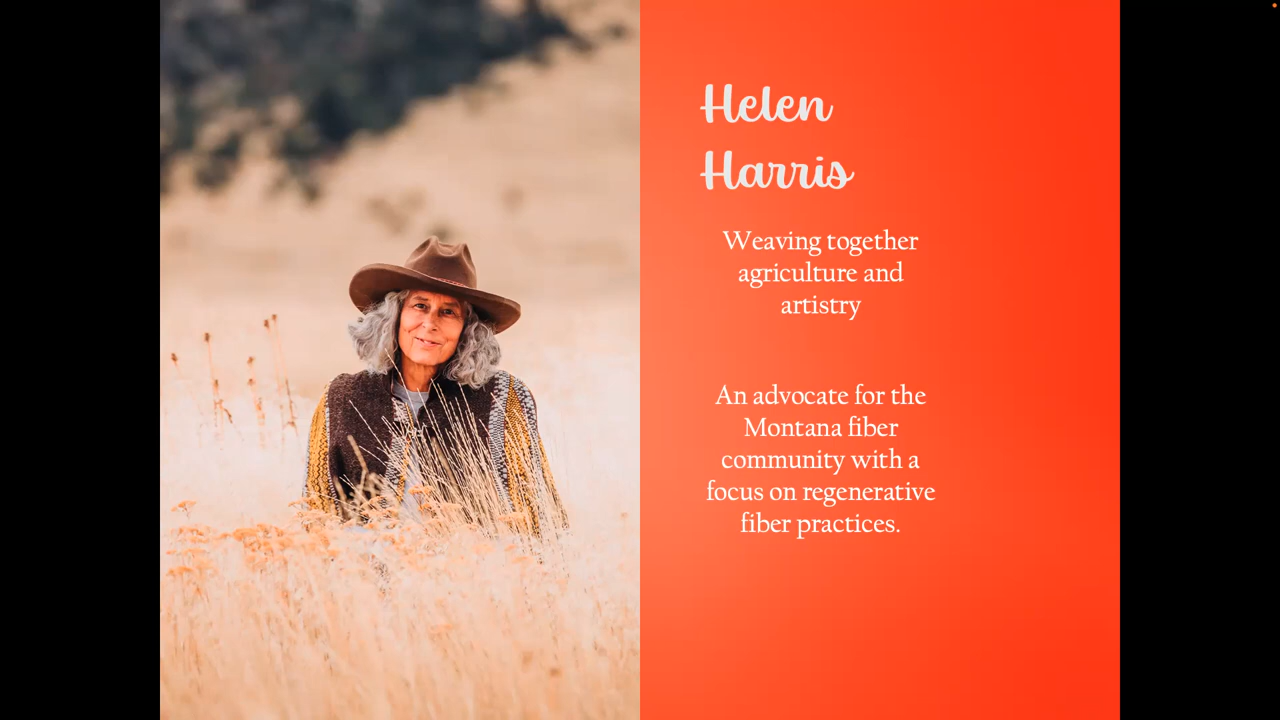 Helen
Harris
Weaving together
agriculture and
artistry
An advocate for the
Montana fiber
community with a
focus on regenerative
fiber practices.